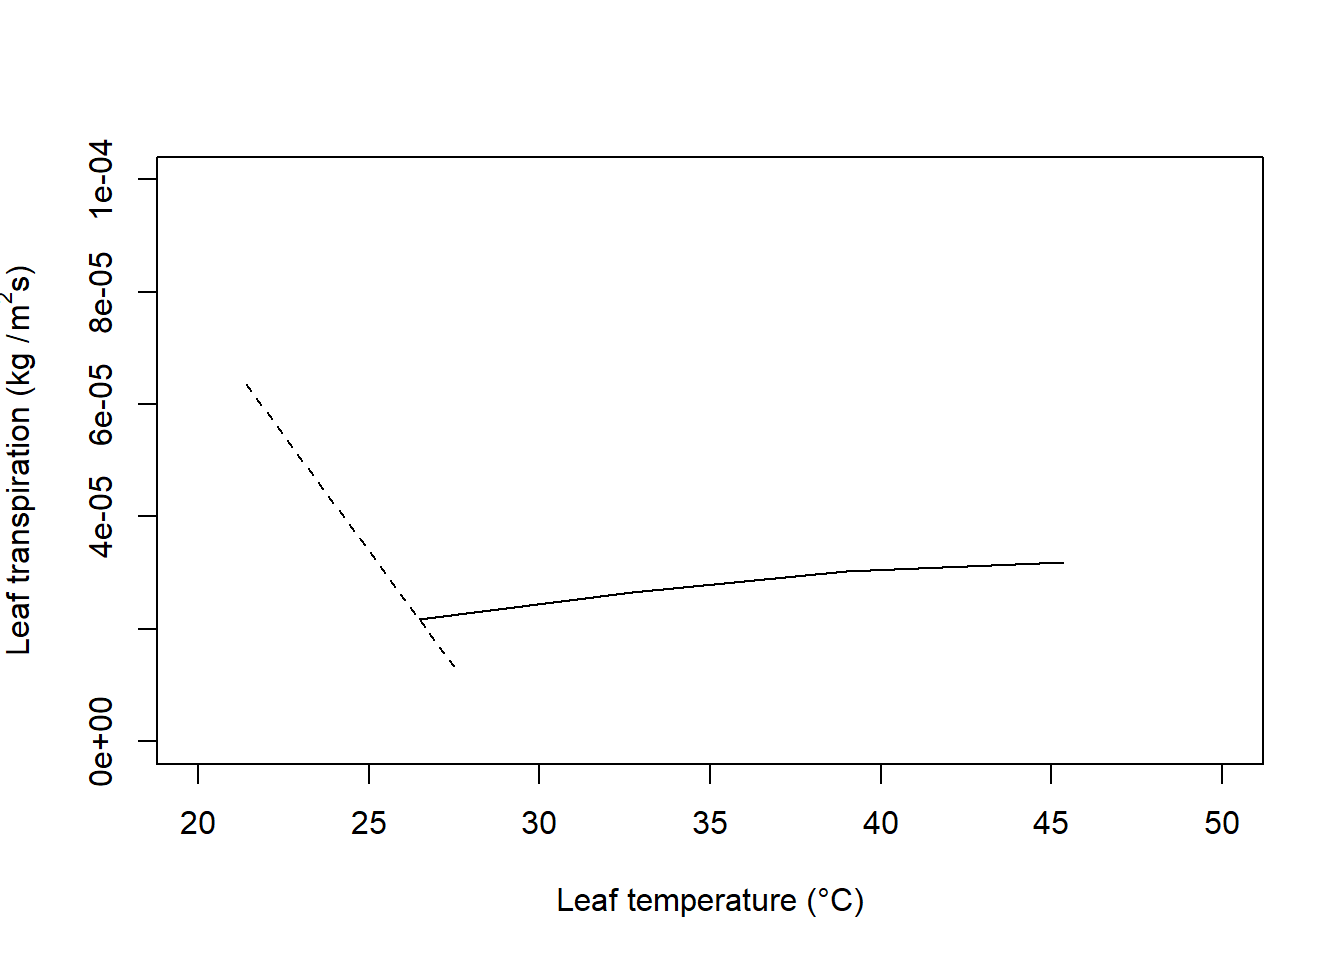 1e-04
8e-05
6e-05
4e-05
0e+00
Leaf transpiration (kg / m²s)
20 25 30 35 40 45 50
Leaf temperature (°C)